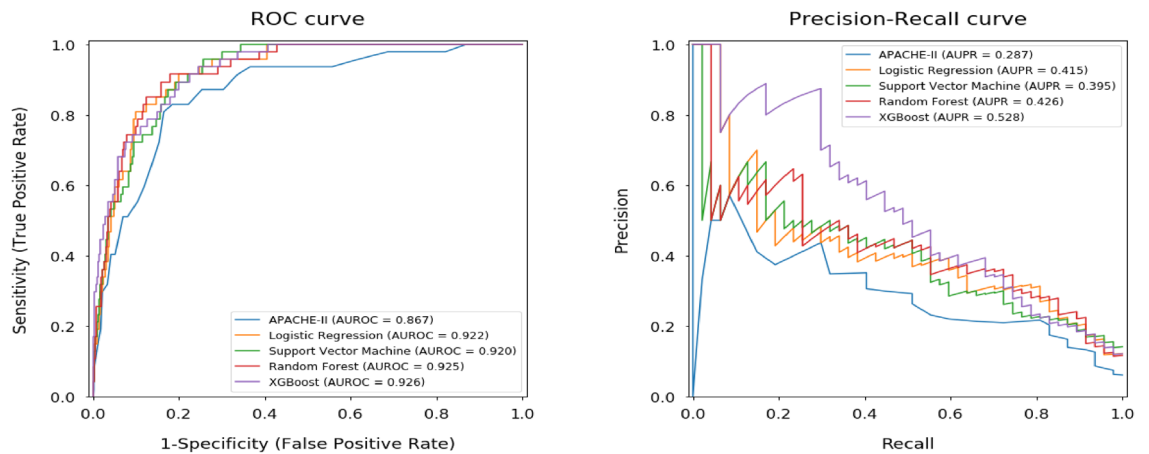 ROC curve
1.0
0.8
0.6
0.4
0.2
0.0
Sensitivity (True Positive Rate)
APACHE-II (AUROC = 0.867)
Logistic Regression (AUROC = 0.922)
Support Vector Machine (AUROC = 0.920)
Random Forest (AUROC = 0.925)
XGBoost (AUROC = 0.926)
0.0 0.2 0.4 0.6 0.8 1.0
1-Specificity (False Positive Rate)
Precision-Recall curve
1.0
0.8
0.6
0.4
0.2
0.0
Precision
APACHE-II (AUPR = 0.287)
Logistic Regression (AUPR = 0.415)
Support Vector Machine (AUPR = 0.395)
Random Forest (AUPR = 0.426)
XGBoost (AUPR = 0.528)
0.0 0.2 0.4 0.6 0.8 1.0
Recall